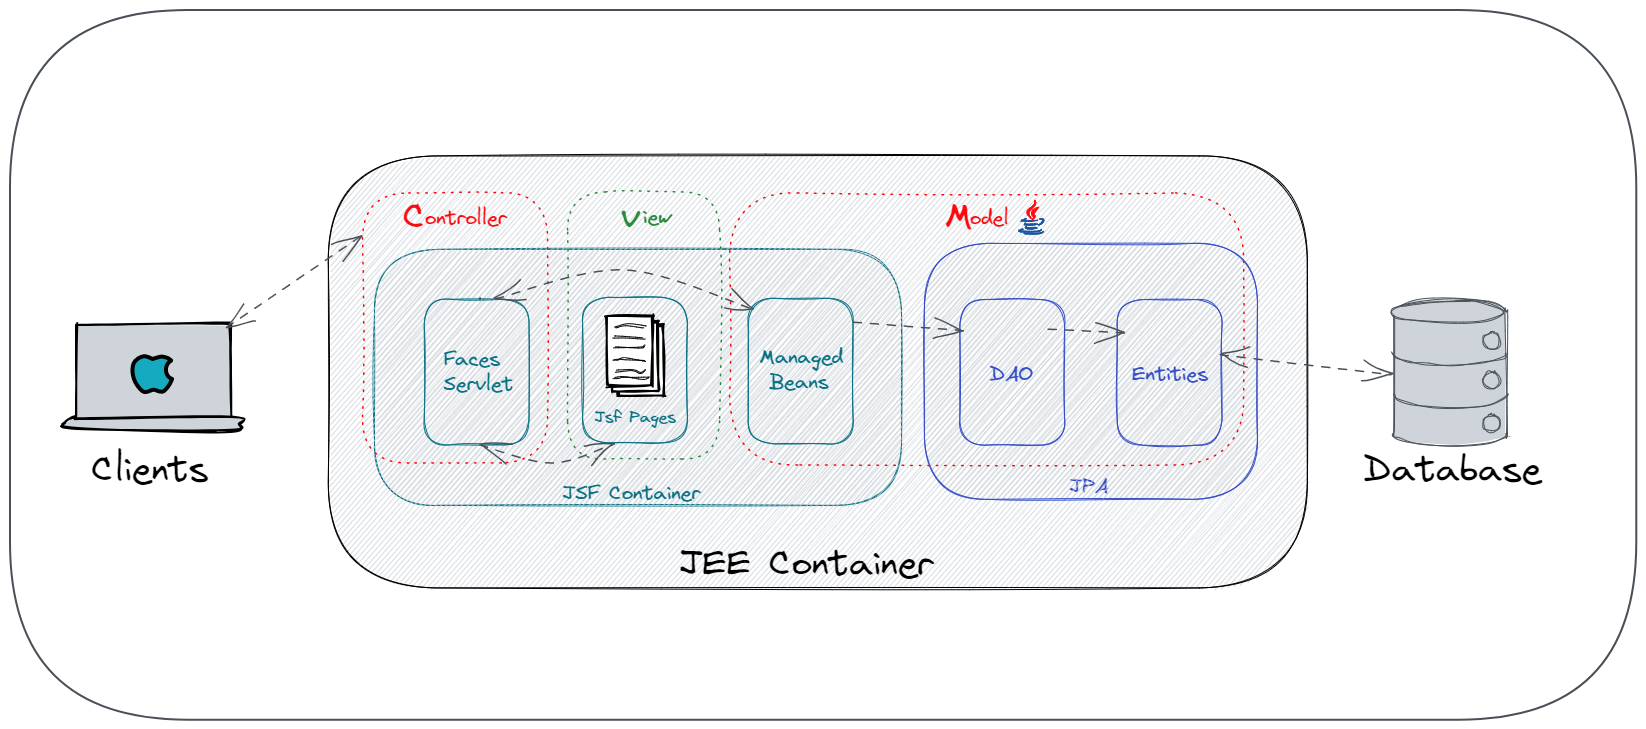 Controller
View
Model
Faces
Servlet
Jsf Pages
Managed
Beans
DAO
Entities
Clients
Database
JSF Container
JPA
JEE Container